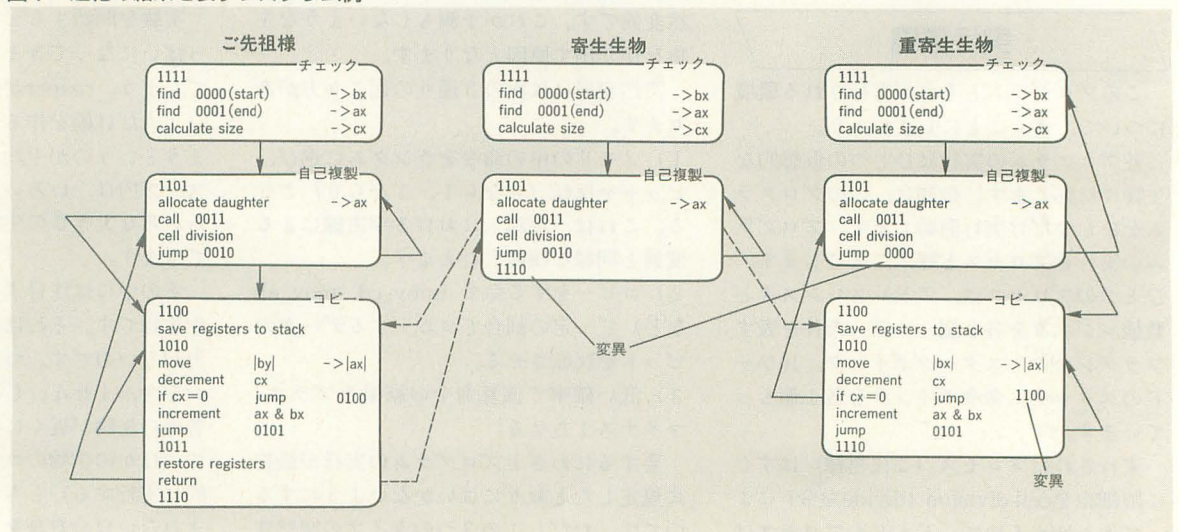 ご先祖様
チェック
1111
find 0000(start) ->bx
find 0001(end) ->ax
calculate size ->cx
自己複製
1101
allocate daughter ->ax
call 0011
cell division
jump 0010
コピー
1100
save registers to stack
1010
move |by| ->|ax|
decrement cx
if cx=0 jump 0100
increment ax & bx
jump 0101
1011
restore registers
return
1110
寄生生物
チェック
1111
find 0000(start) ->bx
find 0001(end) ->ax
calculate size ->cx
自己複製
1101
allocate daughter ->ax
call 0011
cell division
jump 0010
1110
変異
重寄生生物
チェック
1111
find 0000(start) ->bx
find 0001(end) ->ax
calculate size ->cx
自己複製
1101
allocate daughter ->ax
call 0011
cell division
jump 0000
コピー
1100
save registers to stack
1010
move |bx| ->|ax|
decrement cx
if cx=0 jump 1100
increment ax & bx
jump 0101
1110
変異